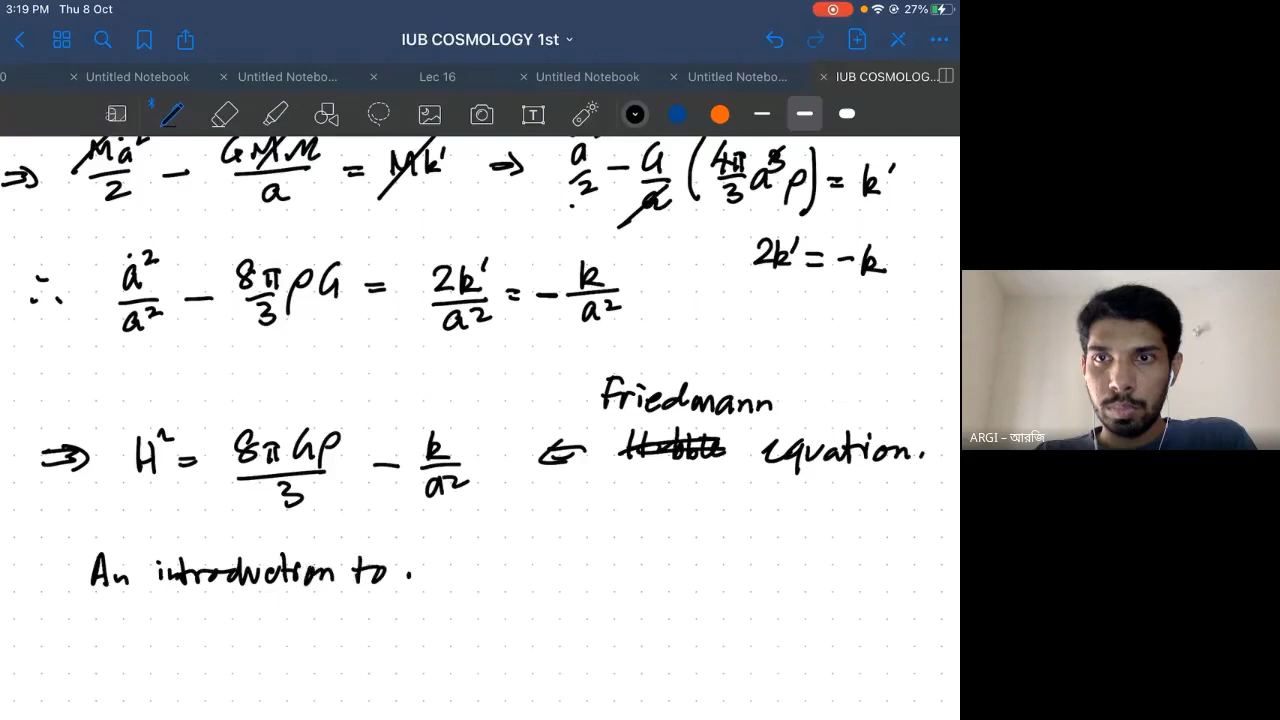 3:19 PM Thu 8 Oct
27%
IUB COSMOLOGY 1st
0 × Untitled Notebook × Untitled Notebo... × Lec 16 × Untitled Notebook × Untitled Notebo... × IUB COSMOLOG...
⇒ Mȧ²/2 − GMM/a = Mk' ⇒ ȧ²/2 − G/a (4π/3 a³ρ) = k'
2k' = −k
∴ ȧ²/a² − 8π/3 ρG = 2k'/a² = −k/a²
Friedmann
⇒ H² = 8πGρ/3 − k/a² ← equation.
An introduction to .
ARGI – আরজি